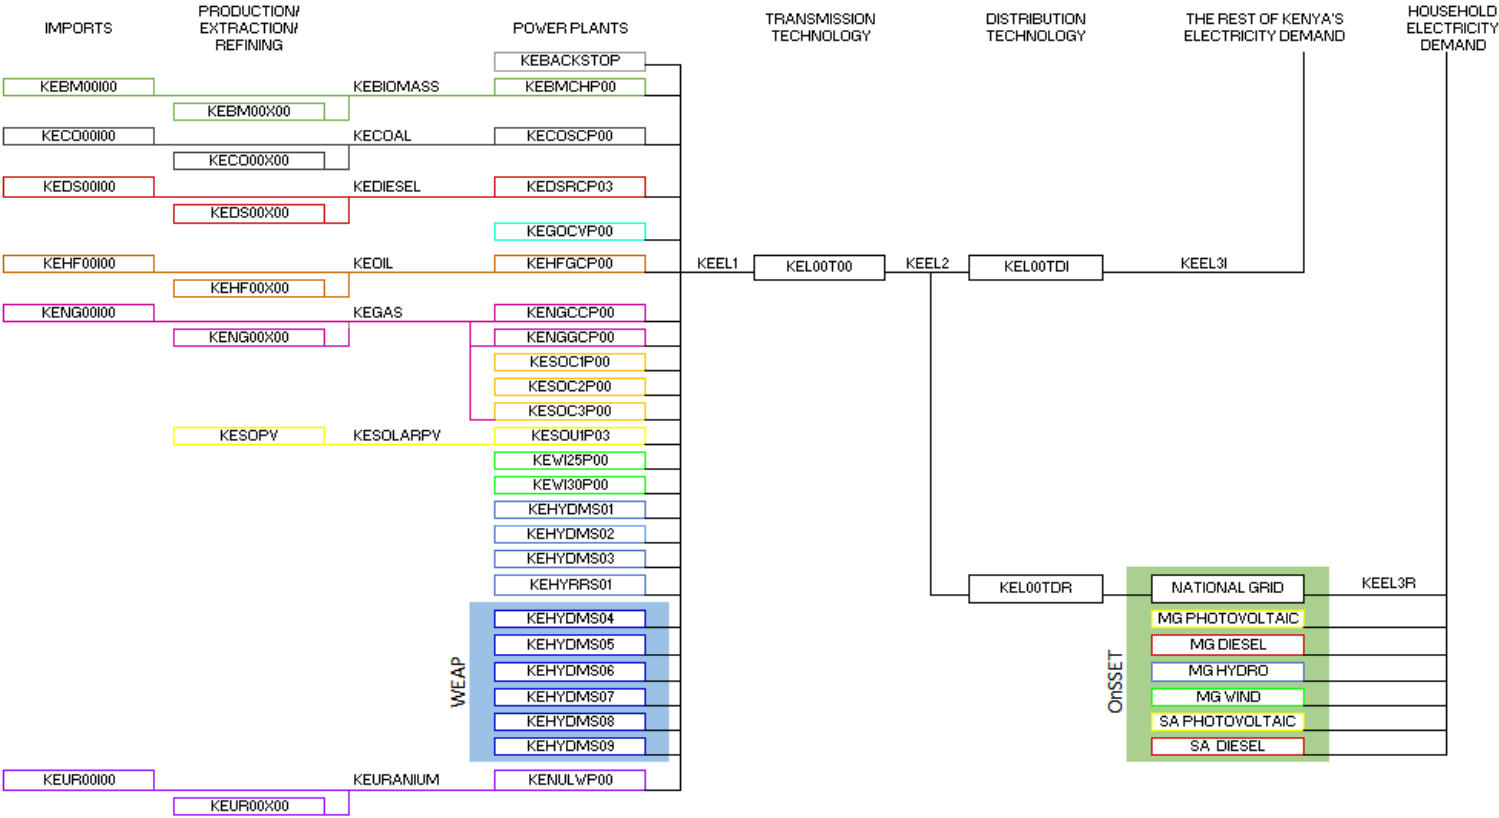 IMPORTS
PRODUCTION/
EXTRACTION/
REFINING
POWER PLANTS
TRANSMISSION
TECHNOLOGY
DISTRIBUTION
TECHNOLOGY
THE REST OF KENYA'S
ELECTRICITY DEMAND
HOUSEHOLD
ELECTRICITY
DEMAND
KEBACKSTOP
KEBM00I00
KEBIOMASS
KEBMCHP00
KEBM00X00
KECO00I00
KECOAL
KECOSCP00
KECO00X00
KEDS00I00
KEDIESEL
KEDSRCP03
KEDS00X00
KEGOCVP00
KEHF00I00
KEOIL
KEHFGCP00
KEEL1
KEL00T00
KEEL2
KEL00TDI
KEEL3I
KEHF00X00
KENG00I00
KEGAS
KENGCCP00
KENG00X00
KENGGCP00
KESOC1P00
KESOC2P00
KESOC3P00
KESOPV
KESOLARPV
KESOU1P03
KEWI25P00
KEWI30P00
KEHYDMS01
KEHYDMS02
KEHYDMS03
KEHYRRS01
KEL00TDR
NATIONAL GRID
KEEL3R
WEAP
KEHYDMS04
KEHYDMS05
KEHYDMS06
KEHYDMS07
KEHYDMS08
KEHYDMS09
OnSSET
MG PHOTOVOLTAIC
MG DIESEL
MG HYDRO
MG WIND
SA PHOTOVOLTAIC
SA DIESEL
KEUR00I00
KEURANIUM
KENULWP00
KEUR00X00